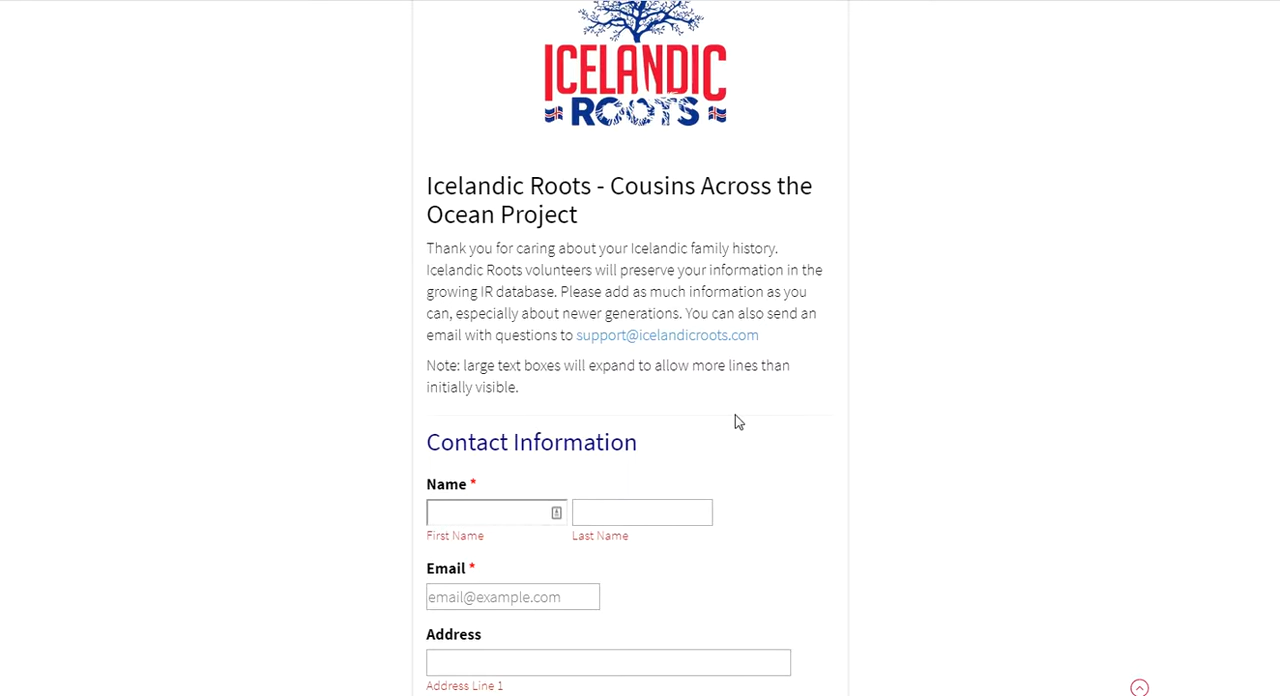 ICELANDIC
ROOTS
Icelandic Roots - Cousins Across the
Ocean Project
Thank you for caring about your Icelandic family history.
Icelandic Roots volunteers will preserve your information in the
growing IR database. Please add as much information as you
can, especially about newer generations. You can also send an
email with questions to support@icelandicroots.com
Note: large text boxes will expand to allow more lines than
initially visible.
Contact Information
Name *
First Name Last Name
Email *
email@example.com
Address
Address Line 1